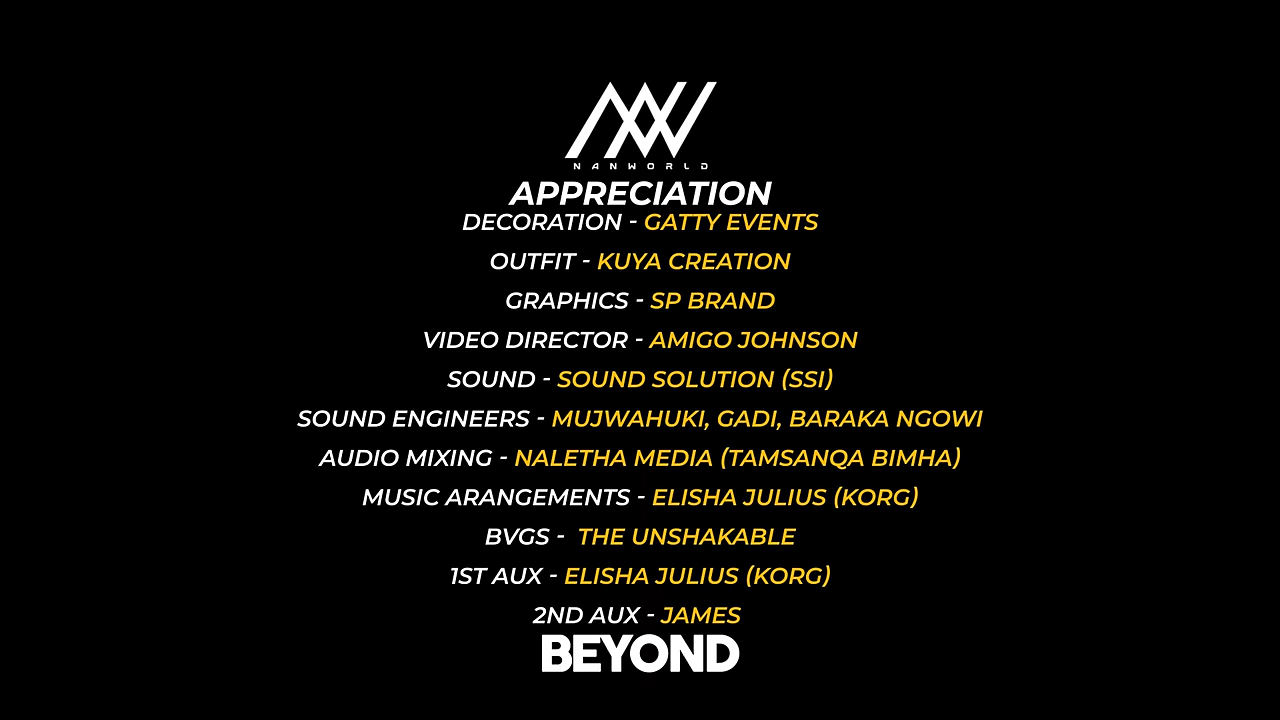 NANWORLD
APPRECIATION
DECORATION - GATTY EVENTS
OUTFIT - KUYA CREATION
GRAPHICS - SP BRAND
VIDEO DIRECTOR - AMIGO JOHNSON
SOUND - SOUND SOLUTION (SSI)
SOUND ENGINEERS - MUJWAHUKI, GADI, BARAKA NGOWI
AUDIO MIXING - NALETHA MEDIA (TAMSANQA BIMHA)
MUSIC ARANGEMENTS - ELISHA JULIUS (KORG)
BVGS - THE UNSHAKABLE
1ST AUX - ELISHA JULIUS (KORG)
2ND AUX - JAMES
BEYOND